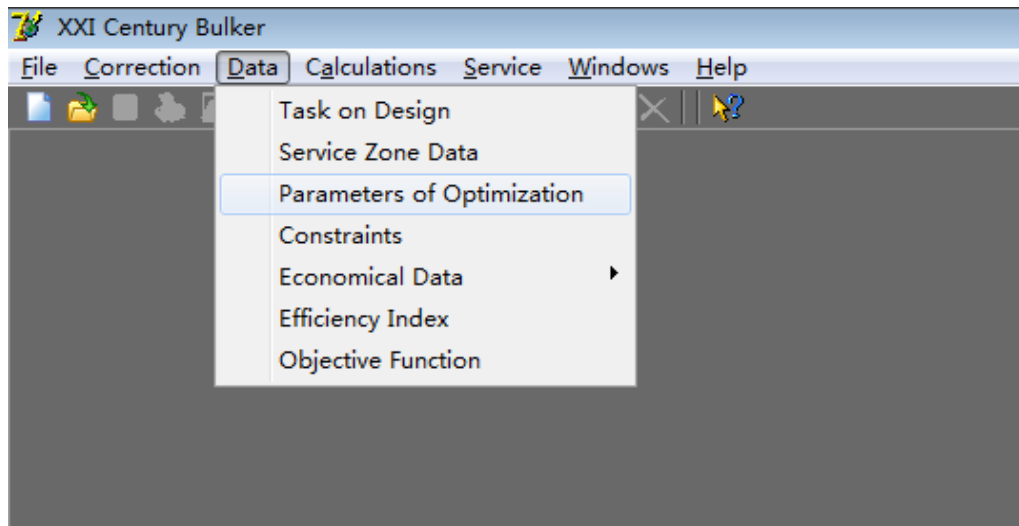 XXI Century Bulker
File Correction Data Calculations Service Windows Help
Task on Design
Service Zone Data
Parameters of Optimization
Constraints
Economical Data
Efficiency Index
Objective Function